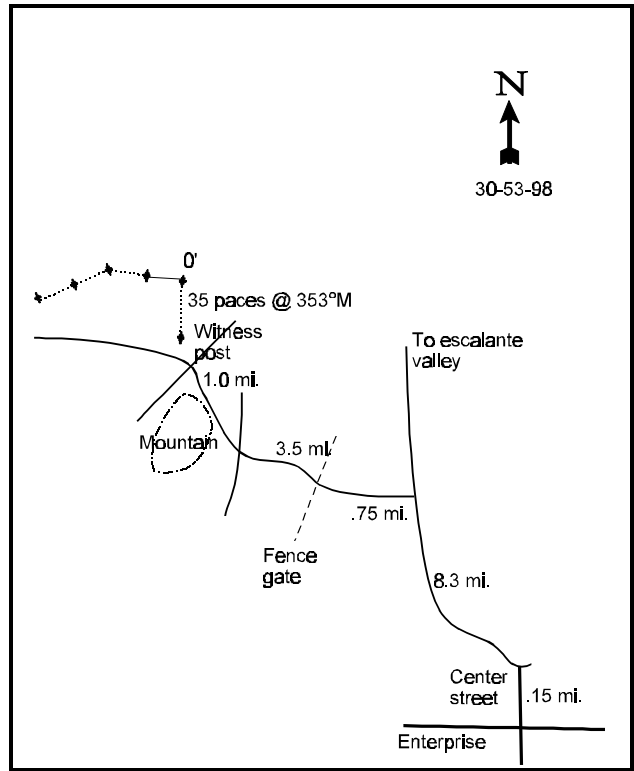 N
30-53-98
0'
35 paces @ 353°M
Witness
post
To escalante
valley
1.0 mi.
Mountain
3.5 mi.
.75 mi.
Fence
gate
8.3 mi.
Center
street
.15 mi.
Enterprise